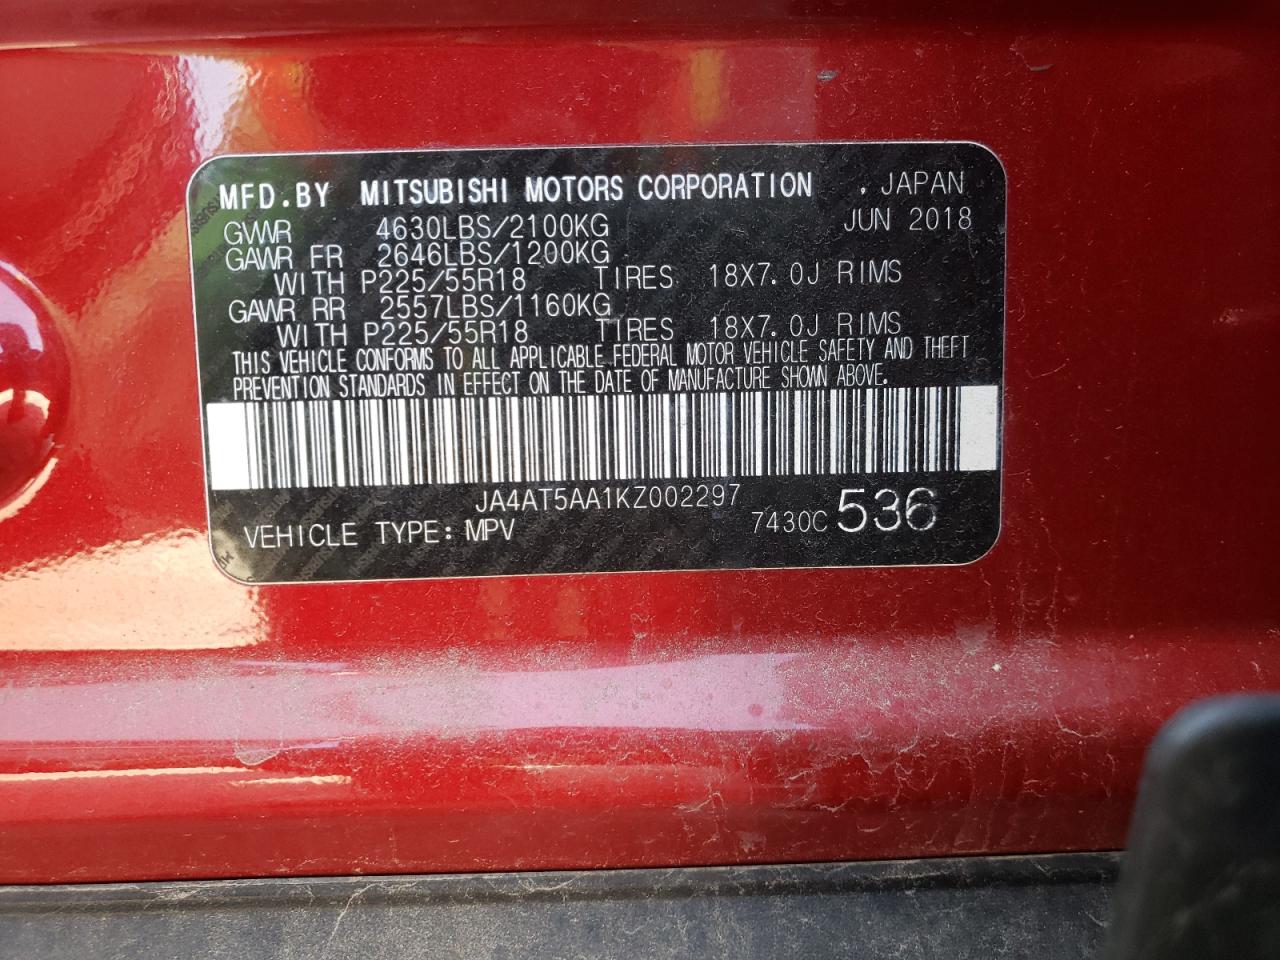 MFD.BY MITSUBISHI MOTORS CORPORATION . JAPAN
GWR 4630LBS/2100KG JUN 2018
GAWR FR 2646LBS/1200KG
WITH P225/55R18 TIRES 18X7.0J RIMS
GAWR RR 2557LBS/1160KG
WITH P225/55R18 TIRES 18X7.0J RIMS
THIS VEHICLE CONFORMS TO ALL APPLICABLE FEDERAL MOTOR VEHICLE SAFETY AND THEFT
PREVENTION STANDARDS IN EFFECT ON THE DATE OF MANUFACTURE SHOWN ABOVE.
JA4AT5AA1KZ002297
VEHICLE TYPE: MPV 7430C 536